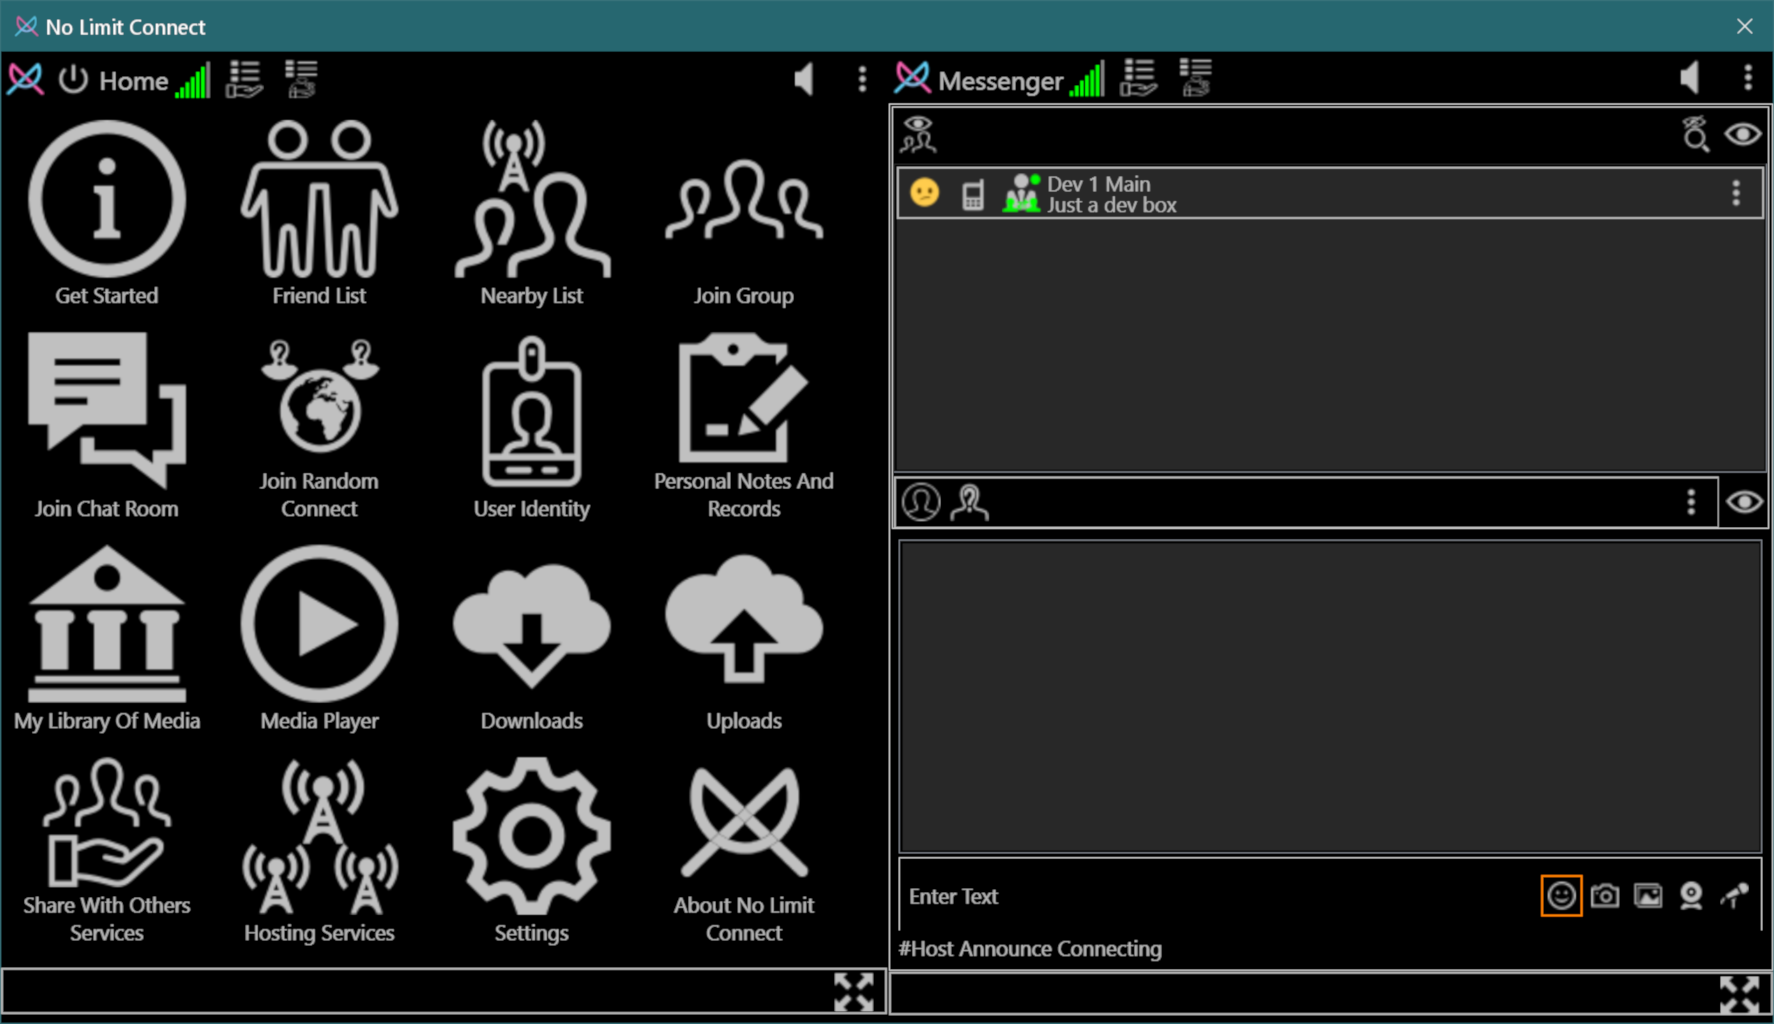 No Limit Connect
Home
Messenger
Get Started
Friend List
Nearby List
Join Group
Join Chat Room
Join Random
Connect
User Identity
Personal Notes And
Records
My Library Of Media
Media Player
Downloads
Uploads
Share With Others
Services
Hosting Services
Settings
About No Limit
Connect
Dev 1 Main
Just a dev box
Enter Text
#Host Announce Connecting